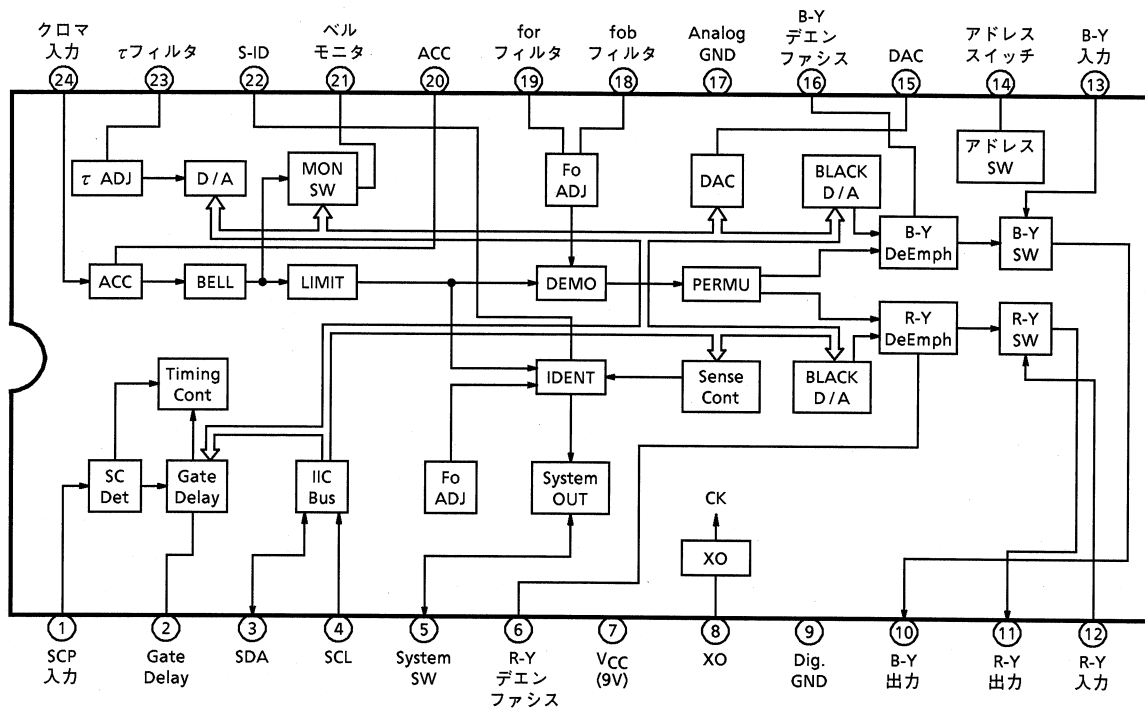 クロマ
入力
τフィルタ
S-ID
ベル
モニタ
ACC
for
フィルタ
fob
フィルタ
Analog
GND
B-Y
デエン
ファシス
DAC
アドレス
スイッチ
B-Y
入力
24
23
22
21
20
19
18
17
16
15
14
13
τ ADJ
D/A
MON
SW
Fo
ADJ
DAC
BLACK
D/A
アドレス
SW
ACC
BELL
LIMIT
DEMO
PERMU
B-Y
DeEmph
B-Y
SW
R-Y
DeEmph
R-Y
SW
Timing
Cont
IDENT
Sense
Cont
BLACK
D/A
SC
Det
Gate
Delay
IIC
Bus
Fo
ADJ
System
OUT
CK
XO
1
2
3
4
5
6
7
8
9
10
11
12
SCP
入力
Gate
Delay
SDA
SCL
System
SW
R-Y
デエン
ファシス
VCC
(9V)
XO
Dig.
GND
B-Y
出力
R-Y
出力
R-Y
入力